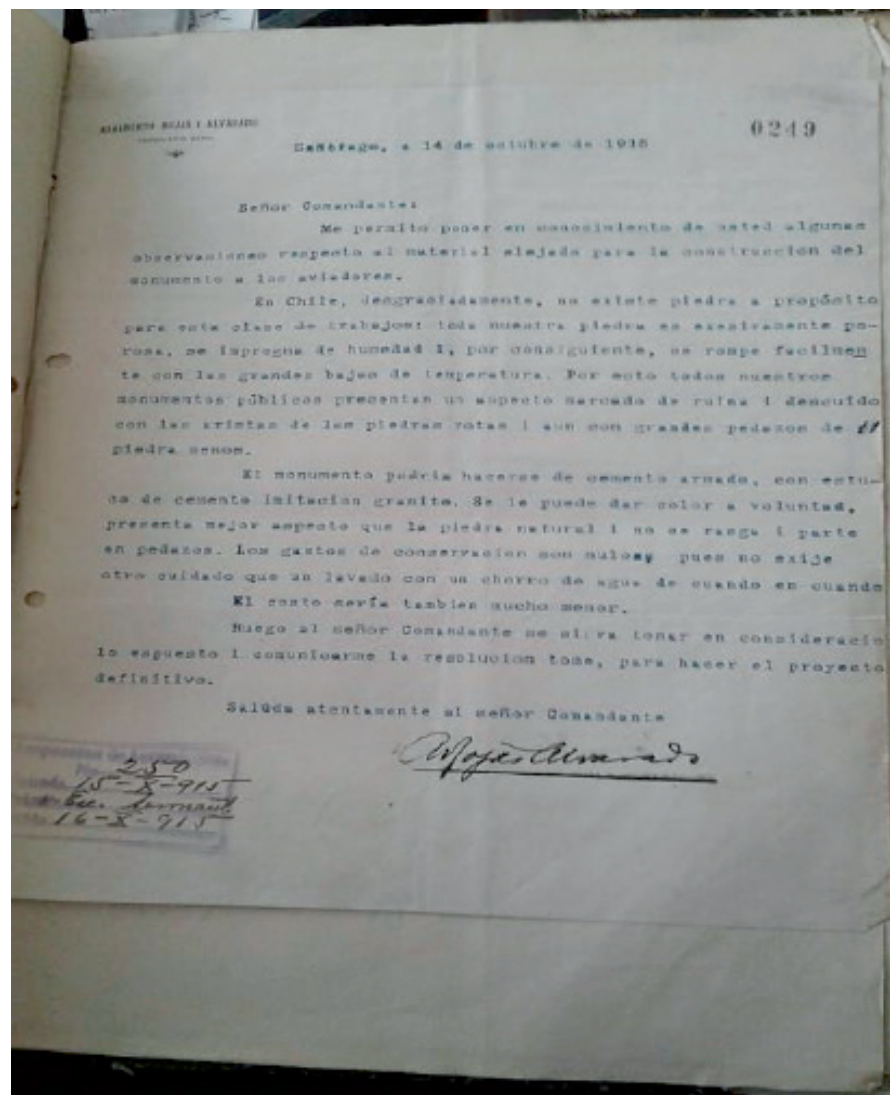 ROJAS I ALVARADO
0249
Santiago, a 14 de octubre de 1915
Señor Comandante:
Me permito poner en conocimiento de usted algunas
observaciones respecto al material elejido para la construccion del
monumento a los aviadores.
En Chile, desgraciadamente, no existe piedra a propósito
para esta clase de trabajos: toda nuestra piedra es exesivamente po-
rosa, se impregna de humedad I, por consiguiente, se rompe facilmen
te con las grandes bajas de temperatura. Por esto todos nuestros
monumentos públicos presentan un aspecto marcado de ruina i descuido
con las aristas de las piedras rotas i aun con grandes pedazos de
piedra menos.
El monumento podria hacerse de cemento armado, con estu-
co de cemento imitacion granito. Se le puede dar color a voluntad,
presenta mejor aspecto que la piedra natural i no se rasga i parte
en pedazos. Los gastos de conservacion son nulos, pues no exije
otro cuidado que un lavado con un chorro de agua de cuando en cuando
El costo sería tambien mucho menor.
Ruego al señor Comandante se sirva tomar en consideracio
lo espuesto i comunicarme la resolucion tome, para hacer el proyecto
definitivo.
Saluda atentamente al señor Comandante
Rojas Alvarado
250
15-X-915
16-X-915